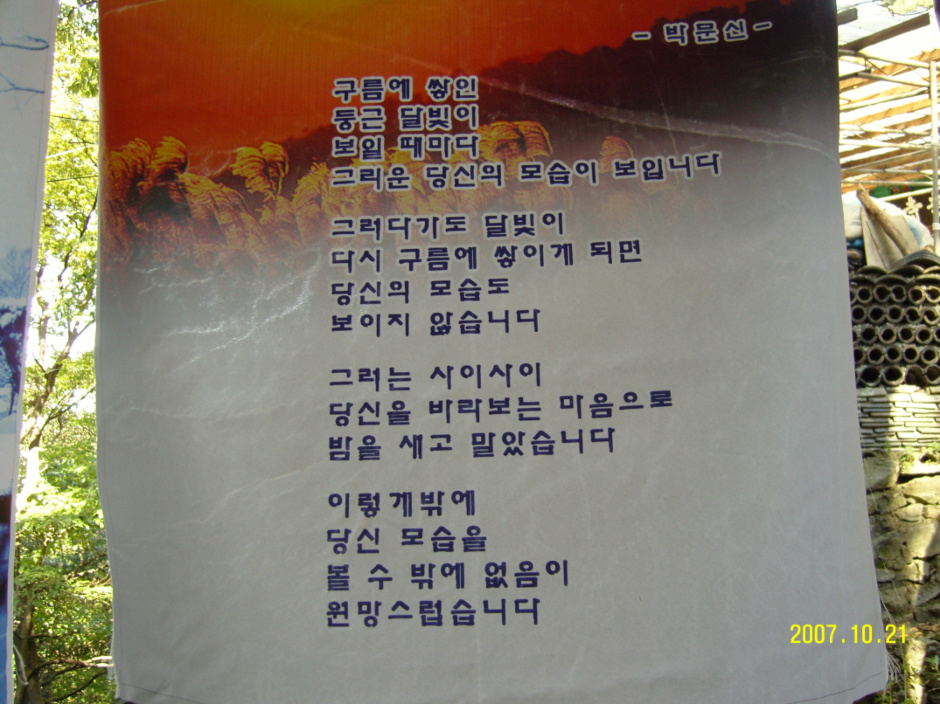 - 박문신 -
구름에 쌓인
둥근 달빛이
보일 때마다
그리운 당신의 모습이 보입니다
그러다가도 달빛이
다시 구름에 쌓이게 되면
당신의 모습도
보이지 않습니다
그러는 사이사이
당신을 바라보는 마음으로
밤을 새고 말았습니다
이렇게밖에
당신 모습을
볼 수 밖에 없음이
원망스럽습니다
2007.10.21